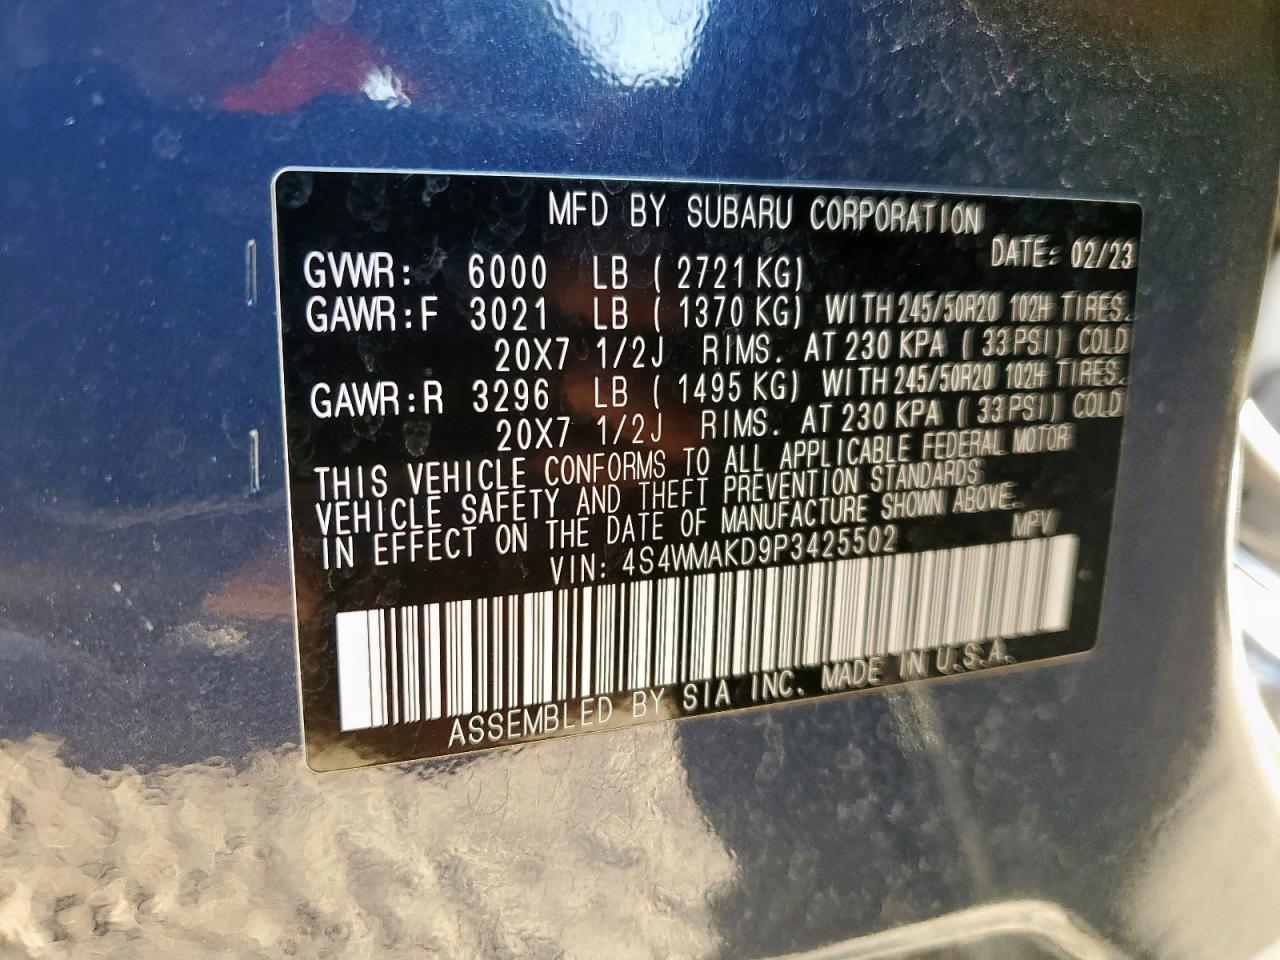 MFD BY SUBARU CORPORATION
DATE: 02/23
GVWR: 6000 LB ( 2721 KG)
GAWR:F 3021 LB ( 1370 KG) WITH 245/50R20 102H TIRES.
20X7 1/2J RIMS. AT 230 KPA ( 33 PSI) COLD
GAWR:R 3296 LB ( 1495 KG) WITH 245/50R20 102H TIRES.
20X7 1/2J RIMS. AT 230 KPA ( 33 PSI) COLD
THIS VEHICLE CONFORMS TO ALL APPLICABLE FEDERAL MOTOR
VEHICLE SAFETY AND THEFT PREVENTION STANDARDS
IN EFFECT ON THE DATE OF MANUFACTURE SHOWN ABOVE.
VIN: 4S4WMAKD9P3425502 MPV
ASSEMBLED BY SIA INC. MADE IN U.S.A.